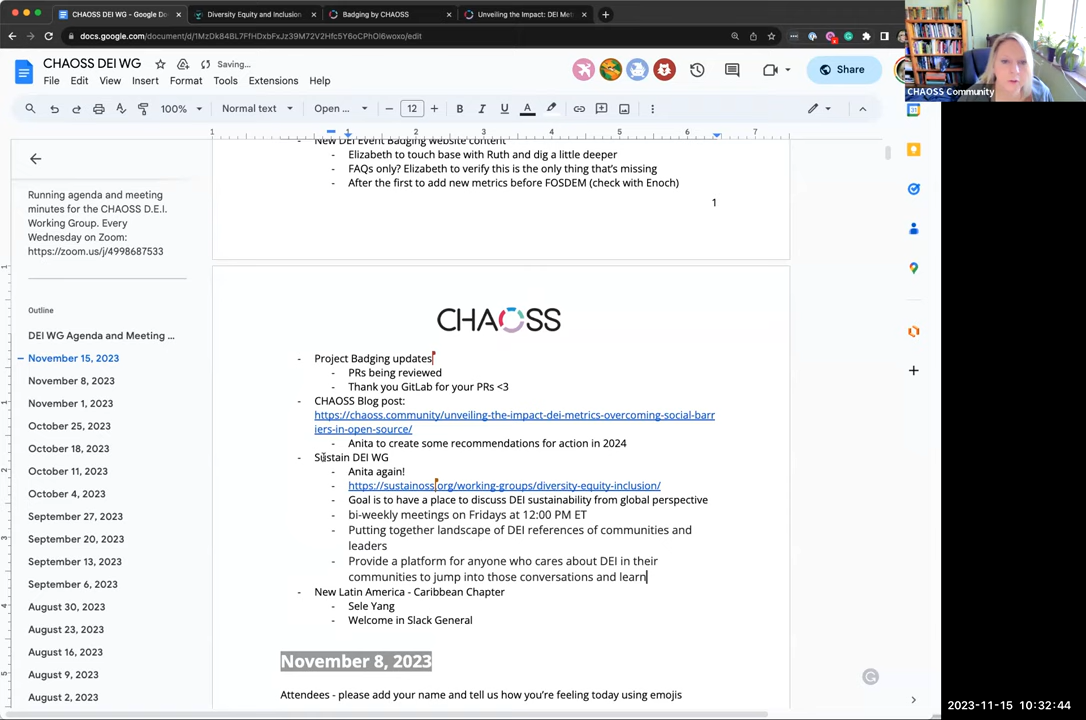 CHAOSS DEI WG - Google Do
Diversity Equity and Inclusion
Badging by CHAOSS
Unveiling the Impact: DEI Met
docs.google.com/document/d/1MzDk84BL7FfHDxbFxJz39M72V2Hfc5Y6oCPhOl6woxo/edit
CHAOSS DEI WG
Saving...
File Edit View Insert Format Tools Extensions Help
Share
CHAOSS Community
100%
Normal text
Open ...
12
1 1 2 3 4 5 6 7
Running agenda and meeting
minutes for the CHAOSS D.E.I.
Working Group. Every
Wednesday on Zoom:
https://zoom.us/j/4998687533
Outline
DEI WG Agenda and Meeting ...
November 15, 2023
November 8, 2023
November 1, 2023
October 25, 2023
October 18, 2023
October 11, 2023
October 4, 2023
September 27, 2023
September 20, 2023
September 13, 2023
September 6, 2023
August 30, 2023
August 23, 2023
August 16, 2023
August 9, 2023
August 2, 2023
- New DEI Event Badging website content
- Elizabeth to touch base with Ruth and dig a little deeper
- FAQs only? Elizabeth to verify this is the only thing that's missing
- After the first to add new metrics before FOSDEM (check with Enoch)
1
CHAOSS
- Project Badging updates
- PRs being reviewed
- Thank you GitLab for your PRs <3
- CHAOSS Blog post:
https://chaoss.community/unveiling-the-impact-dei-metrics-overcoming-social-barr
iers-in-open-source/
- Anita to create some recommendations for action in 2024
- Sustain DEI WG
- Anita again!
- https://sustainoss.org/working-groups/diversity-equity-inclusion/
- Goal is to have a place to discuss DEI sustainability from global perspective
- bi-weekly meetings on Fridays at 12:00 PM ET
- Putting together landscape of DEI references of communities and
leaders
- Provide a platform for anyone who cares about DEI in their
communities to jump into those conversations and learn
- New Latin America - Caribbean Chapter
- Sele Yang
- Welcome in Slack General
November 8, 2023
Attendees - please add your name and tell us how you're feeling today using emojis
2023-11-15 10:32:44